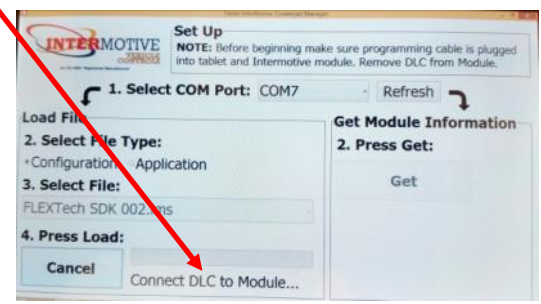 INTERMOTIVE
VEHICLE
CONTROLS
Set Up
NOTE: Before beginning make sure programming cable is plugged
into tablet and Intermotive module. Remove DLC from Module.
1. Select COM Port: COM7
Refresh
Load File
2. Select File Type:
Configuration Application
3. Select File:
FLEXTech SDK 002
4. Press Load:
Cancel
Connect DLC to Module...
Get Module Information
2. Press Get:
Get